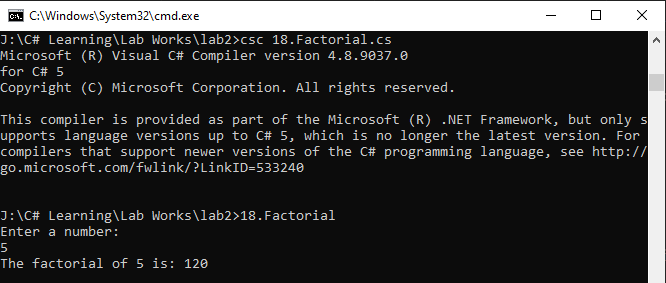 C:\Windows\System32\cmd.exe
J:\C# Learning\Lab Works\lab2>csc 18.Factorial.cs
Microsoft (R) Visual C# Compiler version 4.8.9037.0
for C# 5
Copyright (C) Microsoft Corporation. All rights reserved.
This compiler is provided as part of the Microsoft (R) .NET Framework, but only s
upports language versions up to C# 5, which is no longer the latest version. For
compilers that support newer versions of the C# programming language, see http://
go.microsoft.com/fwlink/?LinkID=533240
J:\C# Learning\Lab Works\lab2>18.Factorial
Enter a number:
5
The factorial of 5 is: 120